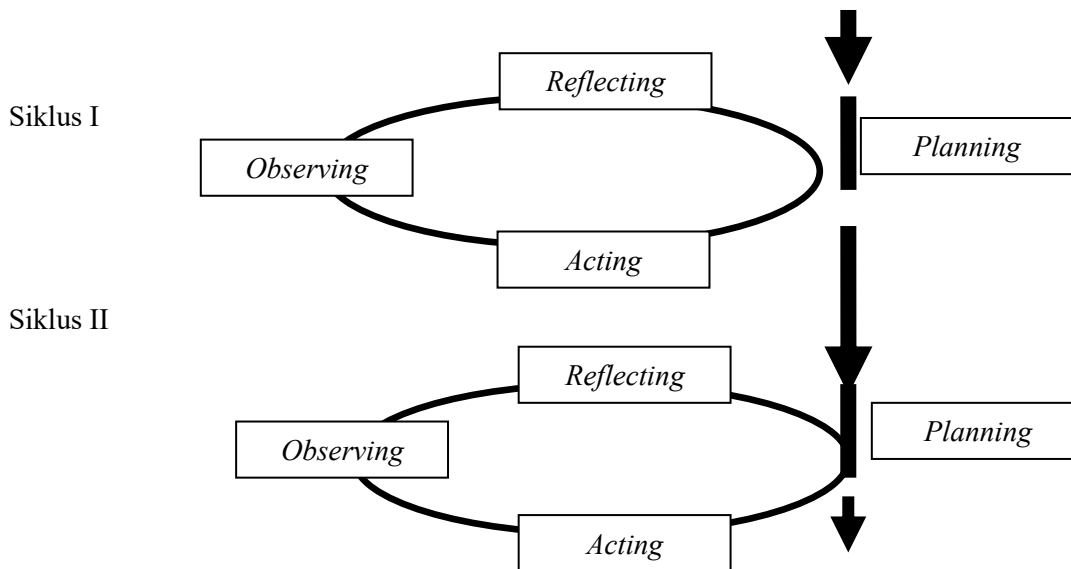 Reflecting
Siklus I
Planning
Observing
Acting
Siklus II
Reflecting
Planning
Observing
Acting